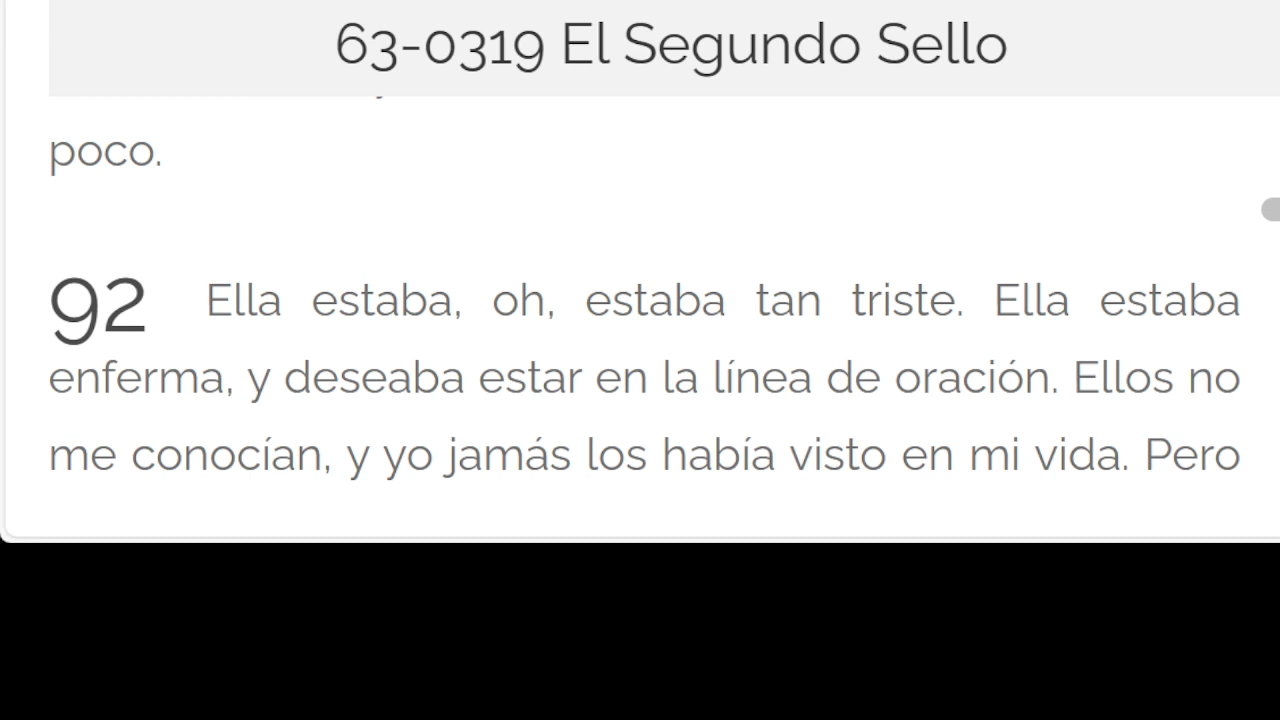 63-0319 El Segundo Sello
poco.
92 Ella estaba, oh, estaba tan triste. Ella estaba
enferma, y deseaba estar en la línea de oración. Ellos no
me conocían, y yo jamás los había visto en mi vida. Pero